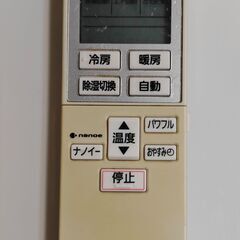 冷房 暖房
除湿切換 自動
パワフル
nanoe
温度
ナノイー おやすみ
停止